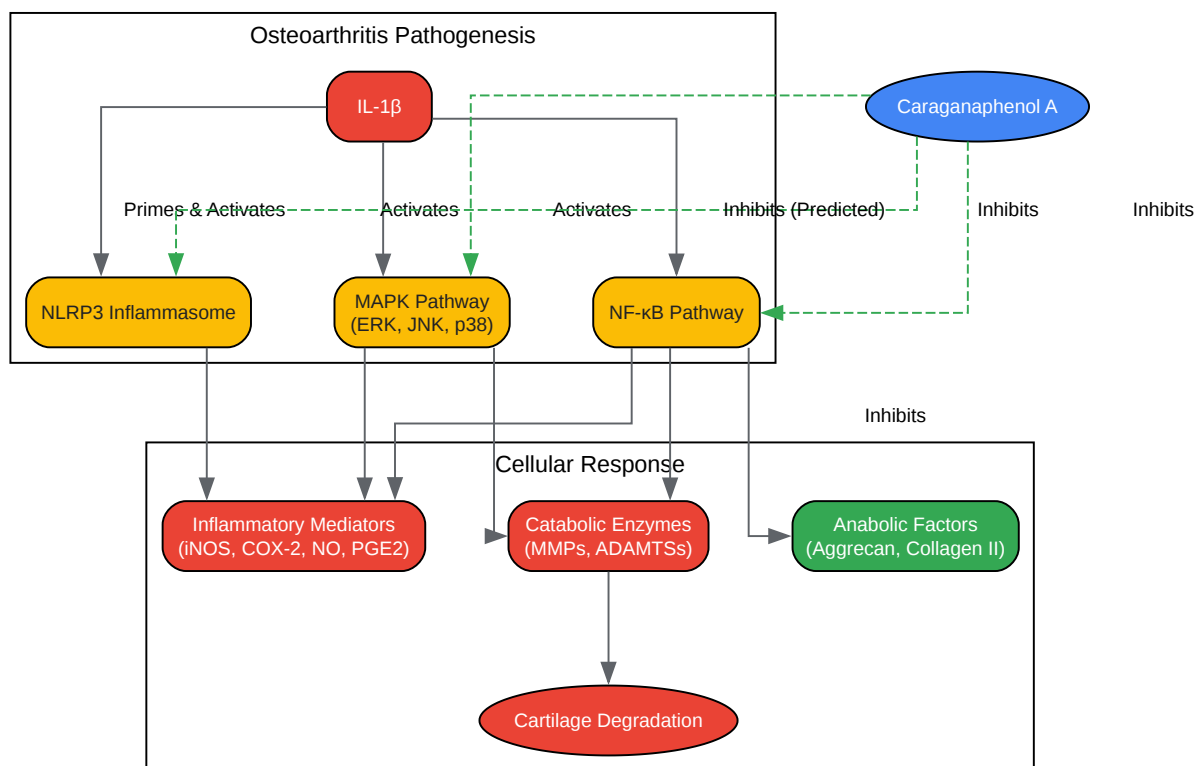 Osteoarthritis Pathogenesis
IL-1β
Caraganaphenol A
Primes & Activates
Activates
Activates
Inhibits (Predicted)
Inhibits
Inhibits
NLRP3 Inflammasome
MAPK Pathway
(ERK, JNK, p38)
NF-κB Pathway
Inhibits
Cellular Response
Inflammatory Mediators
(iNOS, COX-2, NO, PGE2)
Catabolic Enzymes
(MMPs, ADAMTSs)
Anabolic Factors
(Aggrecan, Collagen II)
Cartilage Degradation